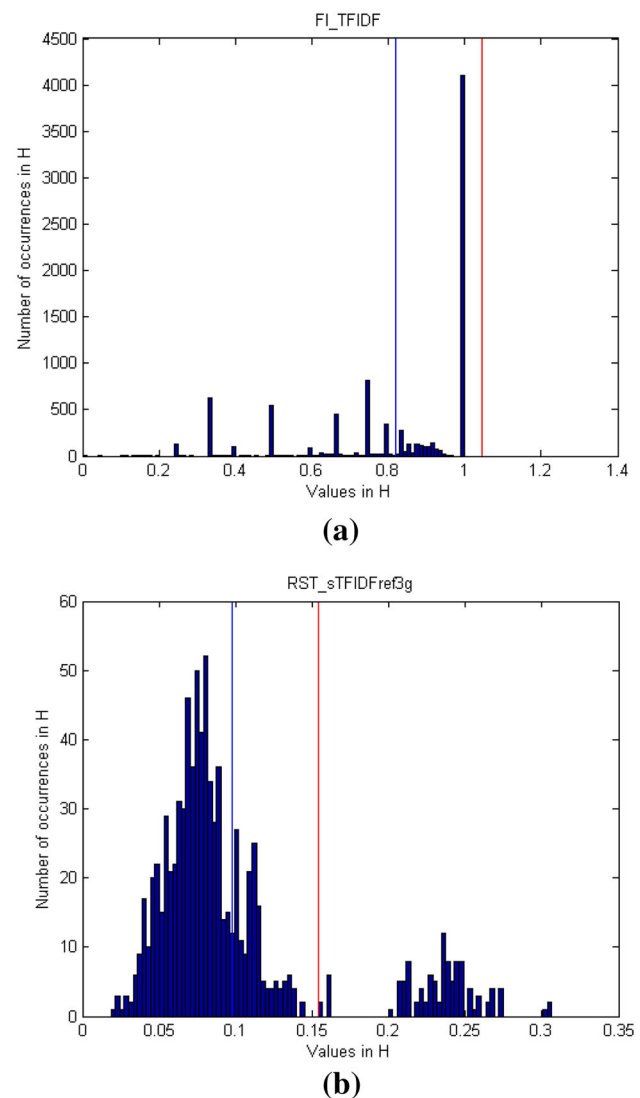 FI_TFIDF
4500
4000
3500
3000
2500
2000
1500
1000
500
0
Number of occurrences in H
0 0.2 0.4 0.6 0.8 1 1.2 1.4
Values in H
(a)
RST_sTFIDFref3g
60
50
40
30
20
10
0
Number of occurrences in H
0 0.05 0.1 0.15 0.2 0.25 0.3 0.35
Values in H
(b)